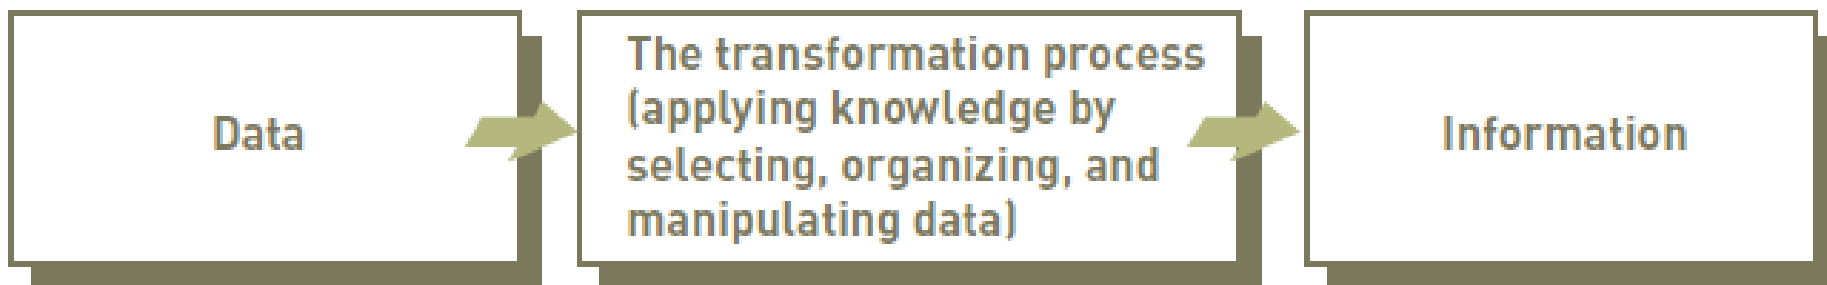 Data
The transformation process
(applying knowledge by
selecting, organizing, and
manipulating data)
Information